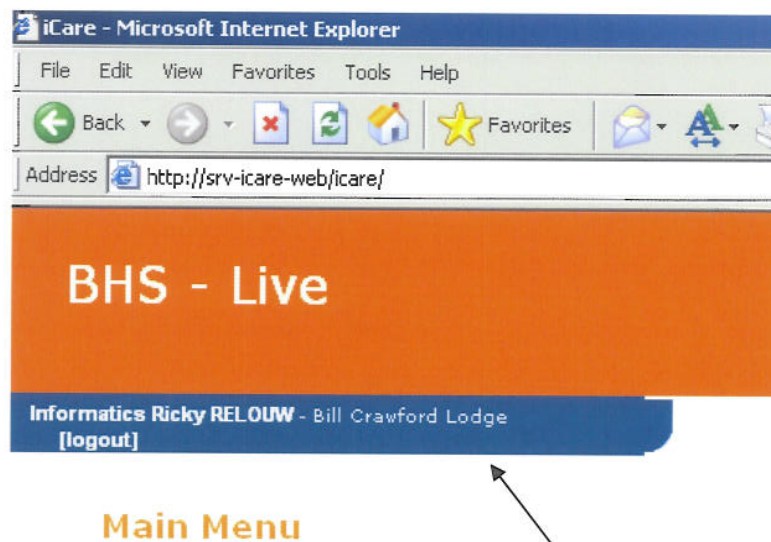 iCare - Microsoft Internet Explorer
File Edit View Favorites Tools Help
Back Favorites
Address http://srv-icare-web/icare/
BHS - Live
Informatics Ricky RELOUW - Bill Crawford Lodge
[logout]
Main Menu